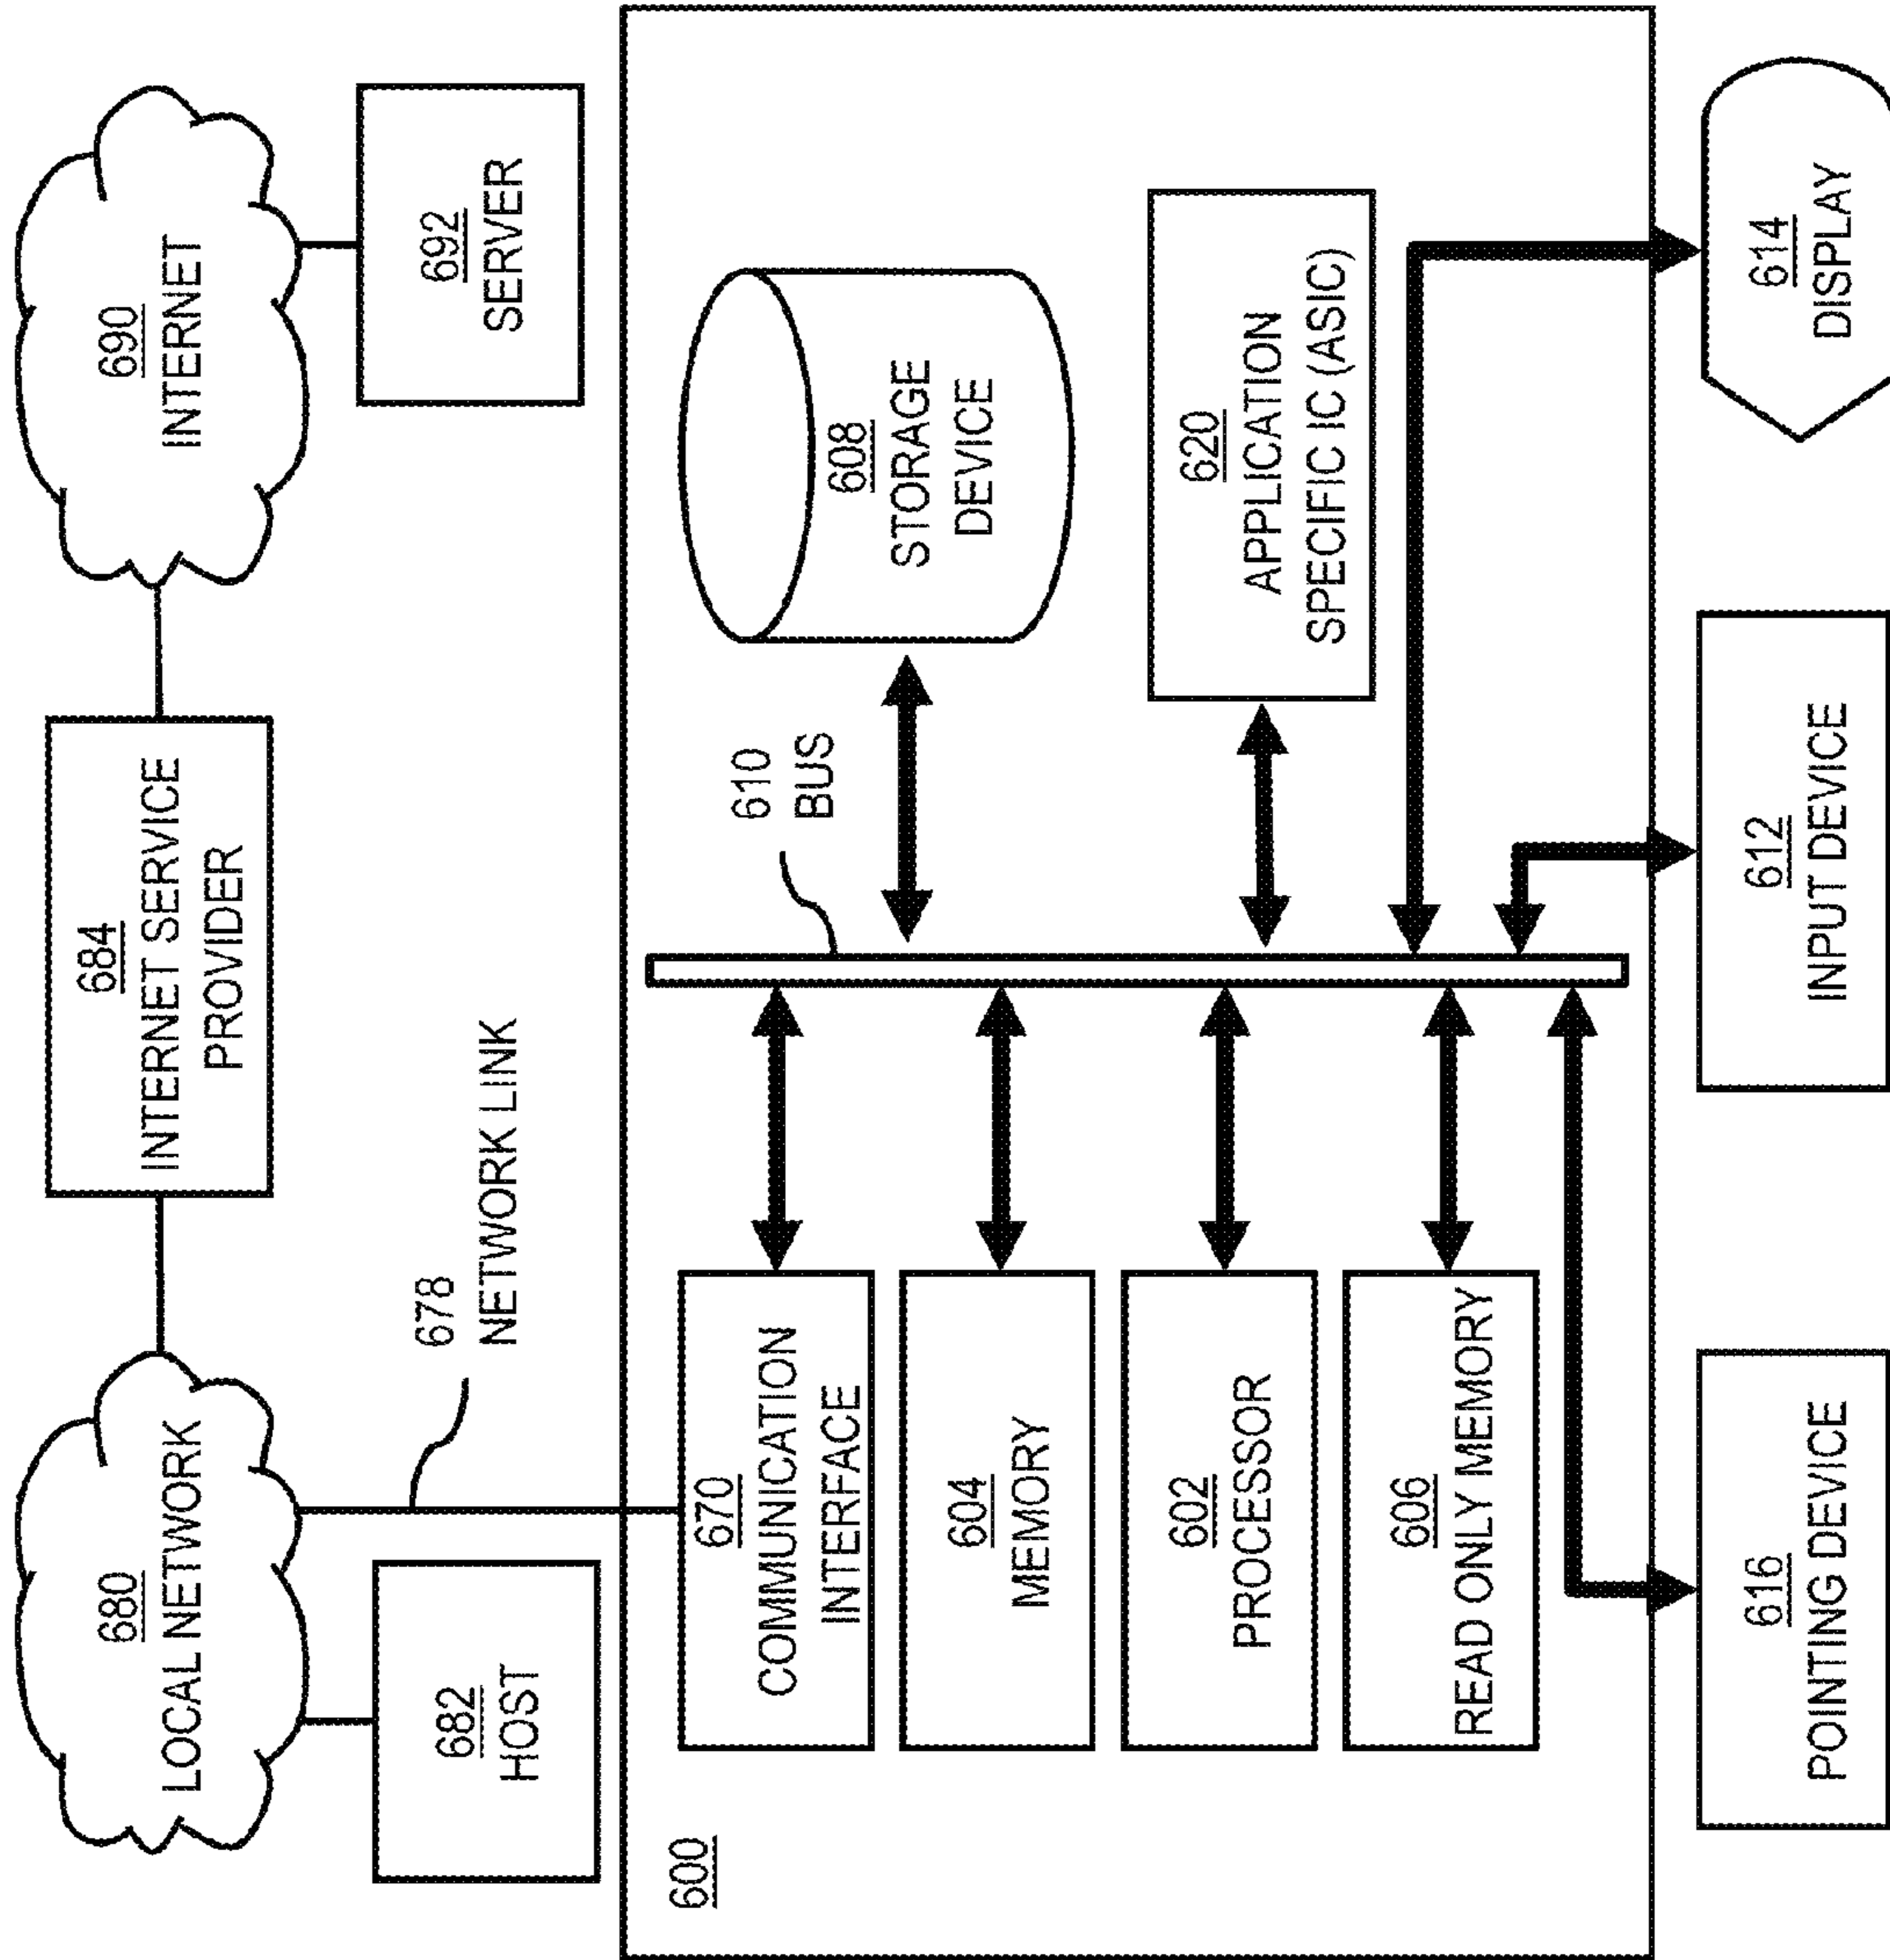 680
LOCAL NETWORK
684
INTERNET SERVICE
PROVIDER
690
INTERNET
682
HOST
678
NETWORK LINK
692
SERVER
600
670
COMMUNICATION
INTERFACE
604
MEMORY
602
PROCESSOR
606
READ ONLY MEMORY
610
BUS
608
STORAGE
DEVICE
620
APPLICATION
SPECIFIC IC (ASIC)
616
POINTING DEVICE
612
INPUT DEVICE
614
DISPLAY